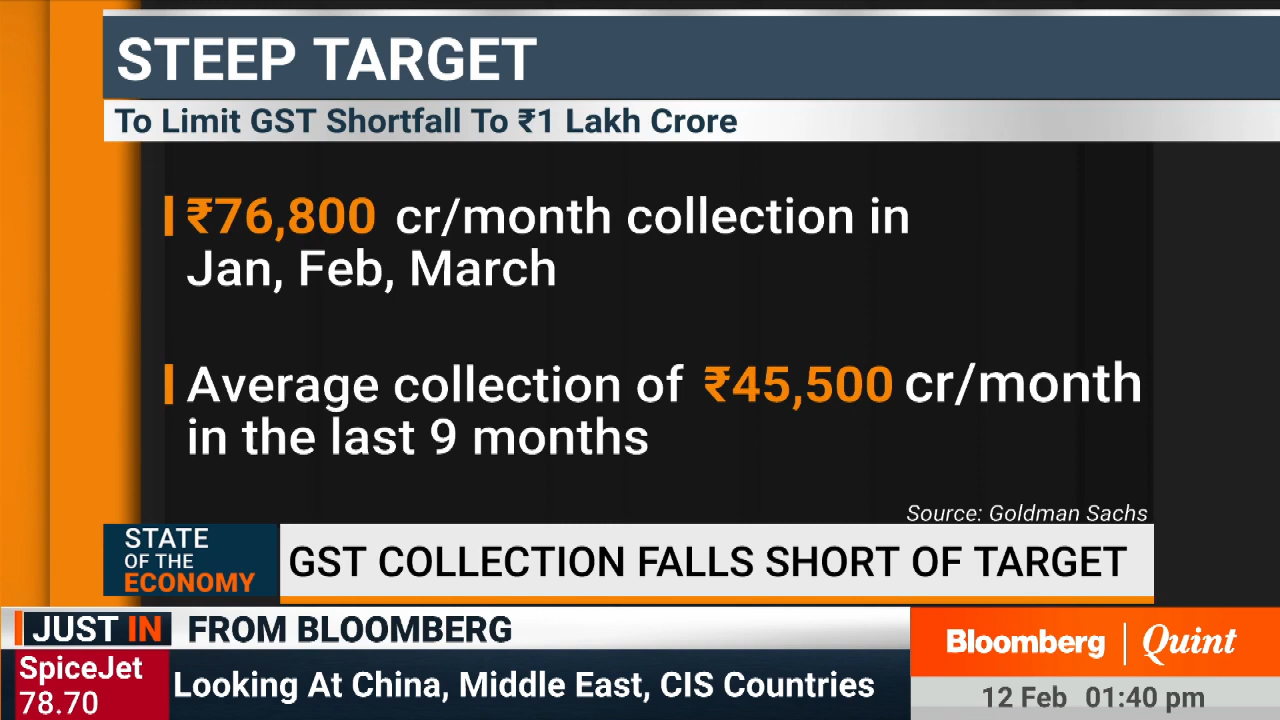 STEEP TARGET
To Limit GST Shortfall To ₹1 Lakh Crore
₹76,800 cr/month collection in
Jan, Feb, March
Average collection of ₹45,500 cr/month
in the last 9 months
Source: Goldman Sachs
STATE
OF THE
ECONOMY
GST COLLECTION FALLS SHORT OF TARGET
JUST IN FROM BLOOMBERG
SpiceJet
78.70
Looking At China, Middle East, CIS Countries
Bloomberg | Quint
12 Feb 01:40 pm